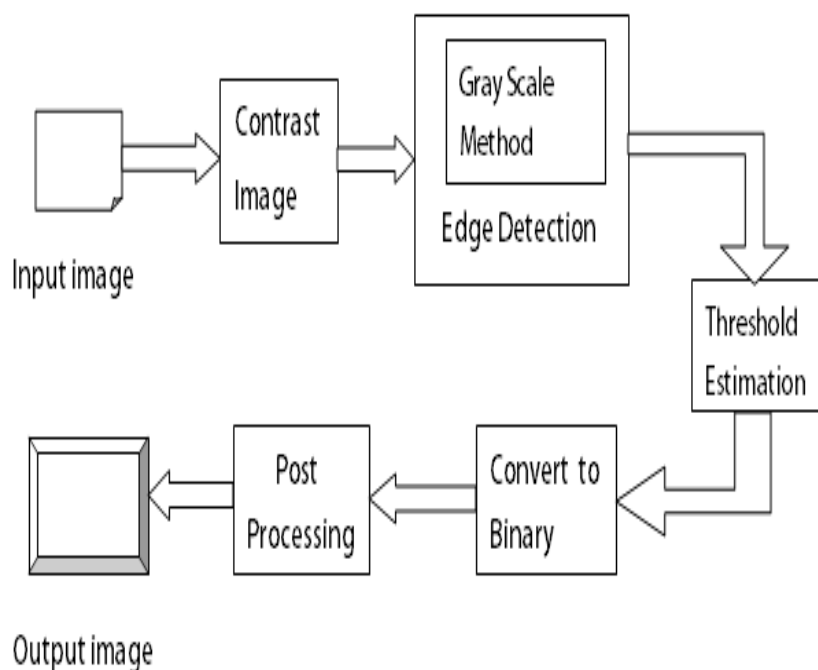 Input image
Contrast
Image
Gray Scale
Method
Edge Detection
Threshold
Estimation
Convert to
Binary
Post
Processing
Output image